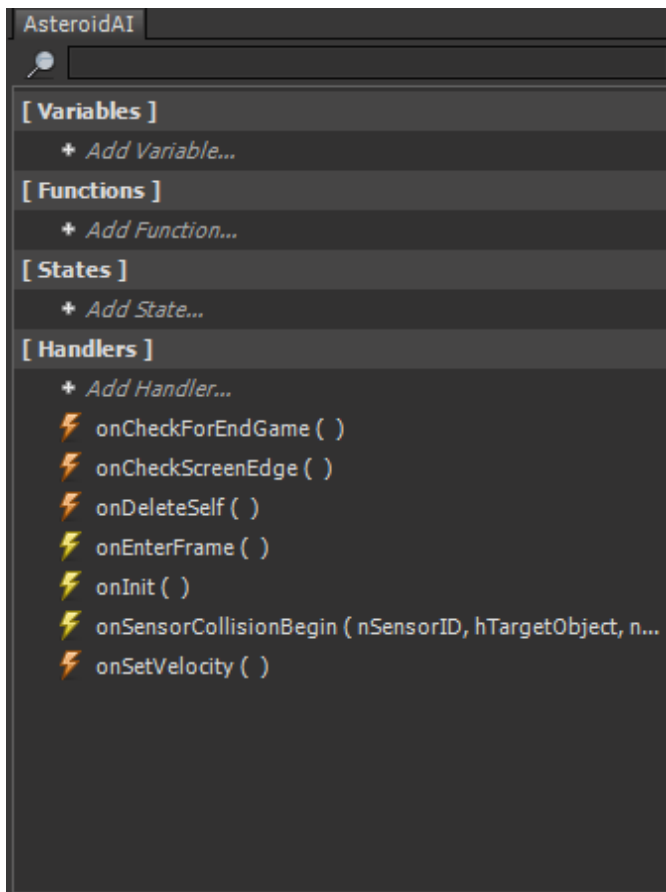 AsteroidAI
[ Variables ]
+ Add Variable...
[ Functions ]
+ Add Function...
[ States ]
+ Add State...
[ Handlers ]
+ Add Handler...
onCheckForEndGame ( )
onCheckScreenEdge ( )
onDeleteSelf ( )
onEnterFrame ( )
onInit ( )
onSensorCollisionBegin ( nSensorID, hTargetObject, n...
onSetVelocity ( )